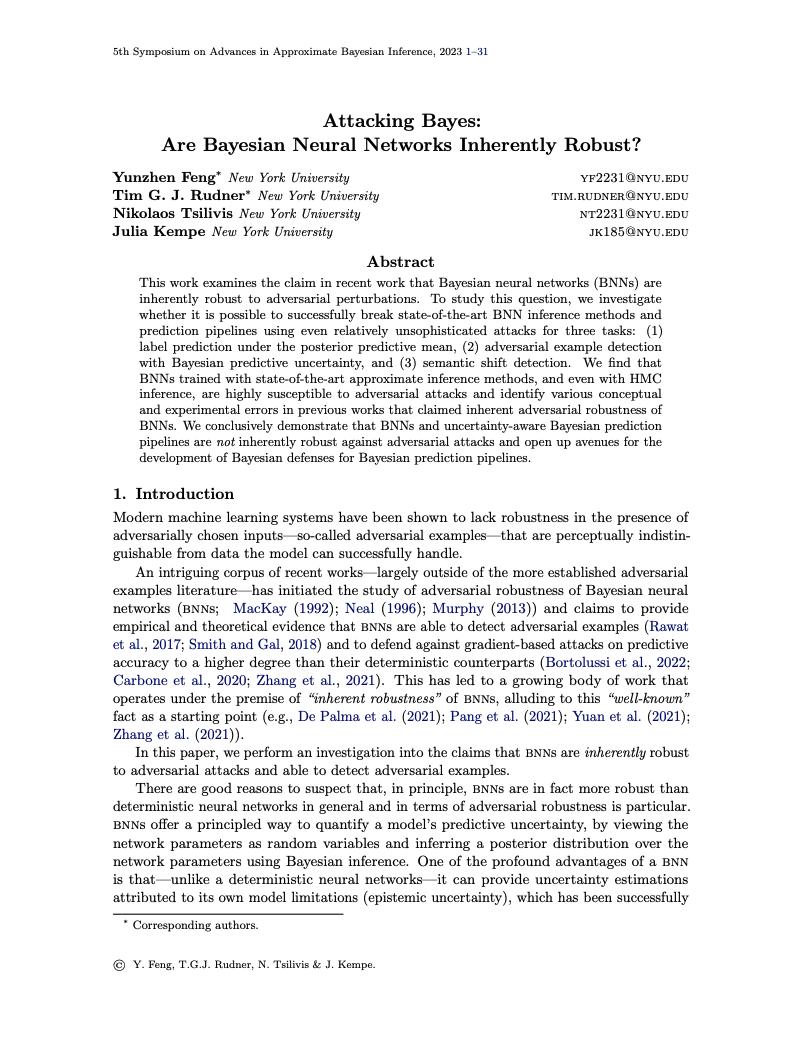 5th Symposium on Advances in Approximate Bayesian Inference, 2023 1–31
Attacking Bayes:
Are Bayesian Neural Networks Inherently Robust?
Yunzhen Feng* New York University YF2231@NYU.EDU
Tim G. J. Rudner* New York University TIM.RUDNER@NYU.EDU
Nikolaos Tsilivis New York University NT2231@NYU.EDU
Julia Kempe New York University JK185@NYU.EDU
Abstract
This work examines the claim in recent work that Bayesian neural networks (BNNs) are
inherently robust to adversarial perturbations. To study this question, we investigate
whether it is possible to successfully break state-of-the-art BNN inference methods and
prediction pipelines using even relatively unsophisticated attacks for three tasks: (1)
label prediction under the posterior predictive mean, (2) adversarial example detection
with Bayesian predictive uncertainty, and (3) semantic shift detection. We find that
BNNs trained with state-of-the-art approximate inference methods, and even with HMC
inference, are highly susceptible to adversarial attacks and identify various conceptual
and experimental errors in previous works that claimed inherent adversarial robustness of
BNNs. We conclusively demonstrate that BNNs and uncertainty-aware Bayesian prediction
pipelines are not inherently robust against adversarial attacks and open up avenues for the
development of Bayesian defenses for Bayesian prediction pipelines.
1. Introduction
Modern machine learning systems have been shown to lack robustness in the presence of
adversarially chosen inputs—so-called adversarial examples—that are perceptually indistin-
guishable from data the model can successfully handle.
An intriguing corpus of recent works—largely outside of the more established adversarial
examples literature—has initiated the study of adversarial robustness of Bayesian neural
networks (BNNs; MacKay (1992); Neal (1996); Murphy (2013)) and claims to provide
empirical and theoretical evidence that BNNs are able to detect adversarial examples (Rawat
et al., 2017; Smith and Gal, 2018) and to defend against gradient-based attacks on predictive
accuracy to a higher degree than their deterministic counterparts (Bortolussi et al., 2022;
Carbone et al., 2020; Zhang et al., 2021). This has led to a growing body of work that
operates under the premise of “inherent robustness” of BNNs, alluding to this “well-known”
fact as a starting point (e.g., De Palma et al. (2021); Pang et al. (2021); Yuan et al. (2021);
Zhang et al. (2021)).
In this paper, we perform an investigation into the claims that BNNs are inherently robust
to adversarial attacks and able to detect adversarial examples.
There are good reasons to suspect that, in principle, BNNs are in fact more robust than
deterministic neural networks in general and in terms of adversarial robustness is particular.
BNNs offer a principled way to quantify a model's predictive uncertainty, by viewing the
network parameters as random variables and inferring a posterior distribution over the
network parameters using Bayesian inference. One of the profound advantages of a BNN
is that—unlike a deterministic neural networks—it can provide uncertainty estimations
attributed to its own model limitations (epistemic uncertainty), which has been successfully
* Corresponding authors.
© Y. Feng, T.G.J. Rudner, N. Tsilivis & J. Kempe.